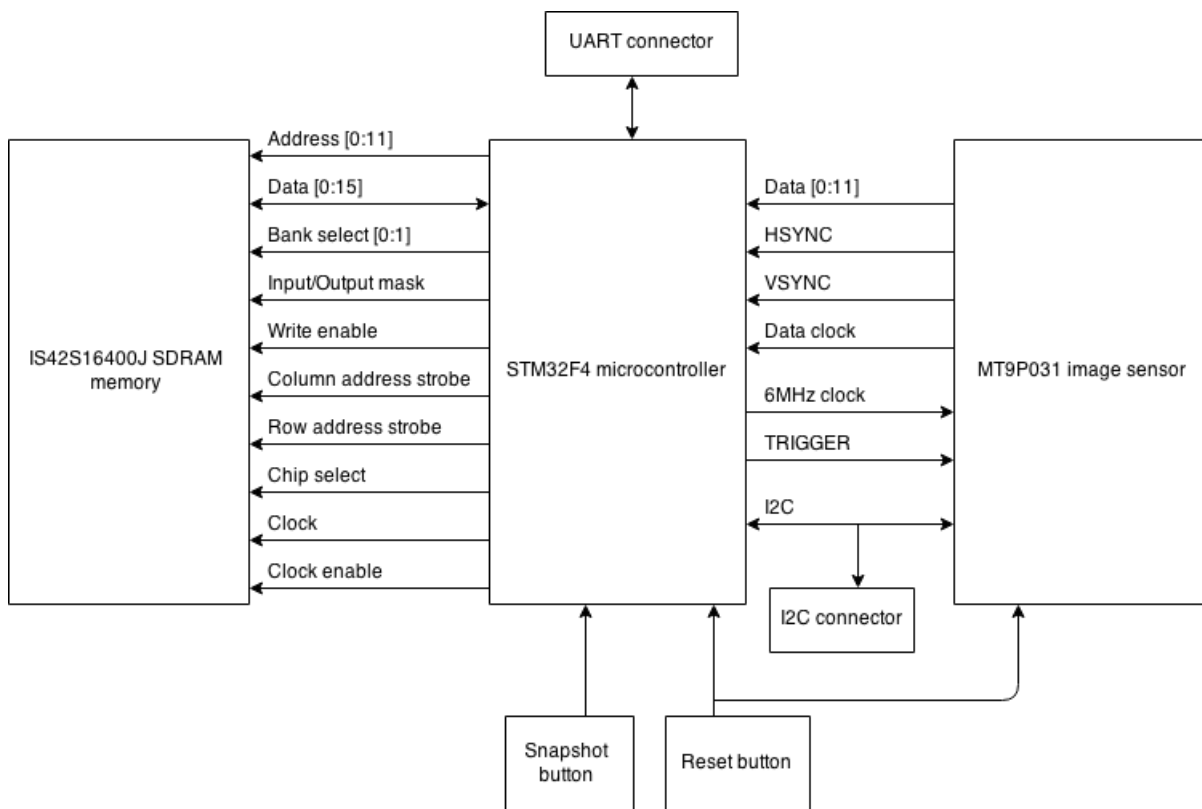 UART connector
Address [0:11]
Data [0:15]
Bank select [0:1]
Input/Output mask
Write enable
Column address strobe
Row address strobe
Chip select
Clock
Clock enable
IS42S16400J SDRAM
memory
STM32F4 microcontroller
Data [0:11]
HSYNC
VSYNC
Data clock
6MHz clock
TRIGGER
I2C
MT9P031 image sensor
I2C connector
Snapshot
button
Reset button